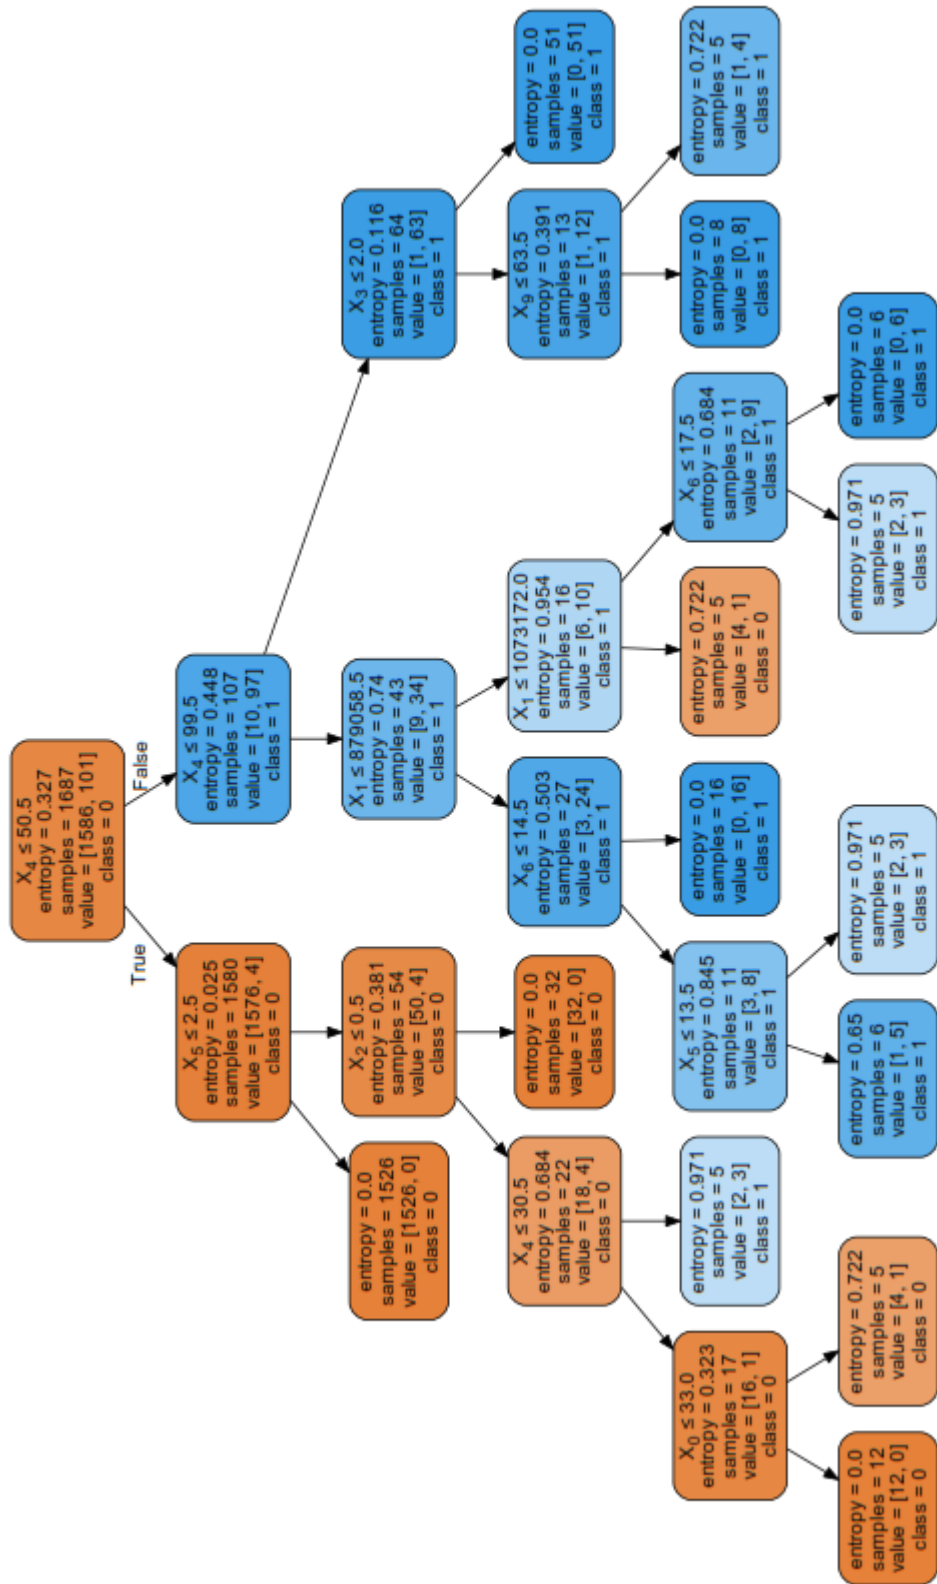 X₄ ≤ 50.5
entropy = 0.327
samples = 1687
value = [1586, 101]
class = 0
True
False
X₅ ≤ 2.5
entropy = 0.025
samples = 1580
value = [1576, 4]
class = 0
X₄ ≤ 99.5
entropy = 0.448
samples = 107
value = [10, 97]
class = 1
entropy = 0.0
samples = 1526
value = [1526, 0]
class = 0
X₂ ≤ 0.5
entropy = 0.381
samples = 54
value = [50, 4]
class = 0
X₁ ≤ 879058.5
entropy = 0.74
samples = 43
value = [9, 34]
class = 1
X₃ ≤ 2.0
entropy = 0.116
samples = 64
value = [1, 63]
class = 1
X₄ ≤ 30.5
entropy = 0.684
samples = 22
value = [18, 4]
class = 0
entropy = 0.0
samples = 32
value = [32, 0]
class = 0
X₆ ≤ 14.5
entropy = 0.503
samples = 27
value = [3, 24]
class = 1
X₁ ≤ 1073172.0
entropy = 0.954
samples = 16
value = [6, 10]
class = 1
X₉ ≤ 63.5
entropy = 0.391
samples = 13
value = [1, 12]
class = 1
entropy = 0.0
samples = 51
value = [0, 51]
class = 1
X₀ ≤ 33.0
entropy = 0.323
samples = 17
value = [16, 1]
class = 0
entropy = 0.971
samples = 5
value = [2, 3]
class = 1
X₅ ≤ 13.5
entropy = 0.845
samples = 11
value = [3, 8]
class = 1
entropy = 0.0
samples = 16
value = [0, 16]
class = 1
entropy = 0.722
samples = 5
value = [4, 1]
class = 0
X₆ ≤ 17.5
entropy = 0.684
samples = 11
value = [2, 9]
class = 1
entropy = 0.0
samples = 8
value = [0, 8]
class = 1
entropy = 0.722
samples = 5
value = [1, 4]
class = 1
entropy = 0.0
samples = 12
value = [12, 0]
class = 0
entropy = 0.722
samples = 5
value = [4, 1]
class = 0
entropy = 0.65
samples = 6
value = [1, 5]
class = 1
entropy = 0.971
samples = 5
value = [2, 3]
class = 1
entropy = 0.971
samples = 5
value = [2, 3]
class = 1
entropy = 0.0
samples = 6
value = [0, 6]
class = 1